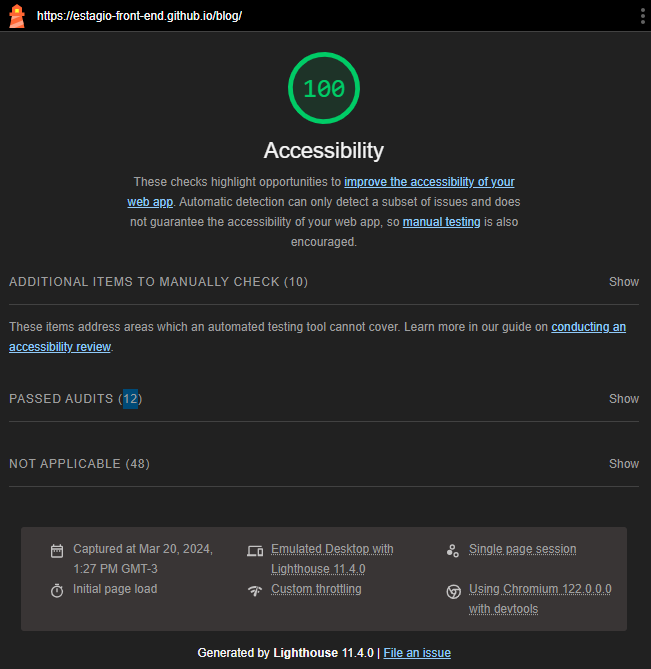 https://estagio-front-end.github.io/blog/
100
Accessibility
These checks highlight opportunities to improve the accessibility of your
web app. Automatic detection can only detect a subset of issues and does
not guarantee the accessibility of your web app, so manual testing is also
encouraged.
ADDITIONAL ITEMS TO MANUALLY CHECK (10) Show
These items address areas which an automated testing tool cannot cover. Learn more in our guide on conducting an
accessibility review.
PASSED AUDITS (12) Show
NOT APPLICABLE (48) Show
Captured at Mar 20, 2024,
1:27 PM GMT-3
Emulated Desktop with
Lighthouse 11.4.0
Single page session
Initial page load
Custom throttling
Using Chromium 122.0.0.0
with devtools
Generated by Lighthouse 11.4.0 | File an issue